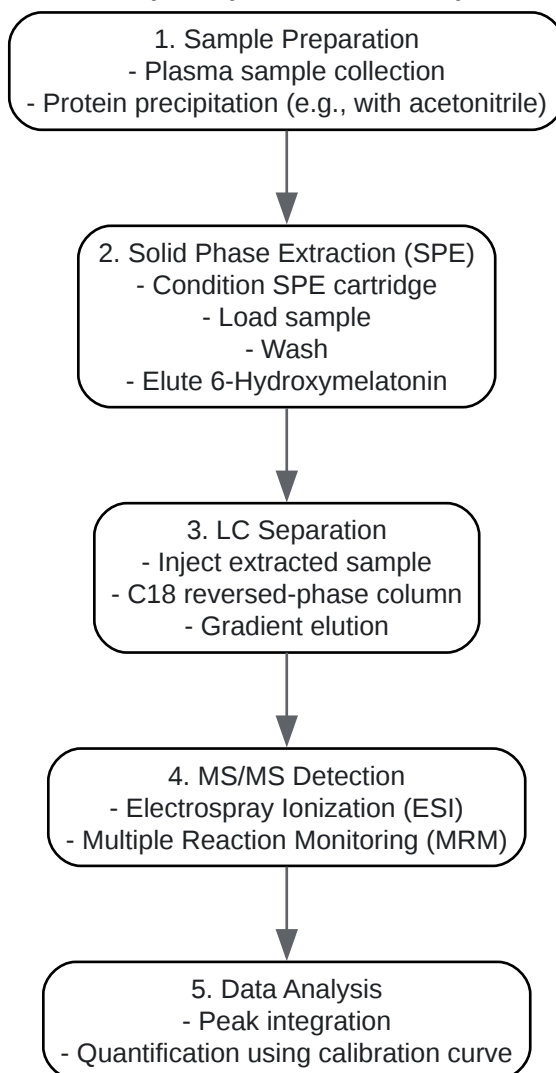 1. Sample Preparation
- Plasma sample collection
- Protein precipitation (e.g., with acetonitrile)
2. Solid Phase Extraction (SPE)
- Condition SPE cartridge
- Load sample
- Wash
- Elute 6-Hydroxymelatonin
3. LC Separation
- Inject extracted sample
- C18 reversed-phase column
- Gradient elution
4. MS/MS Detection
- Electrospray Ionization (ESI)
- Multiple Reaction Monitoring (MRM)
5. Data Analysis
- Peak integration
- Quantification using calibration curve